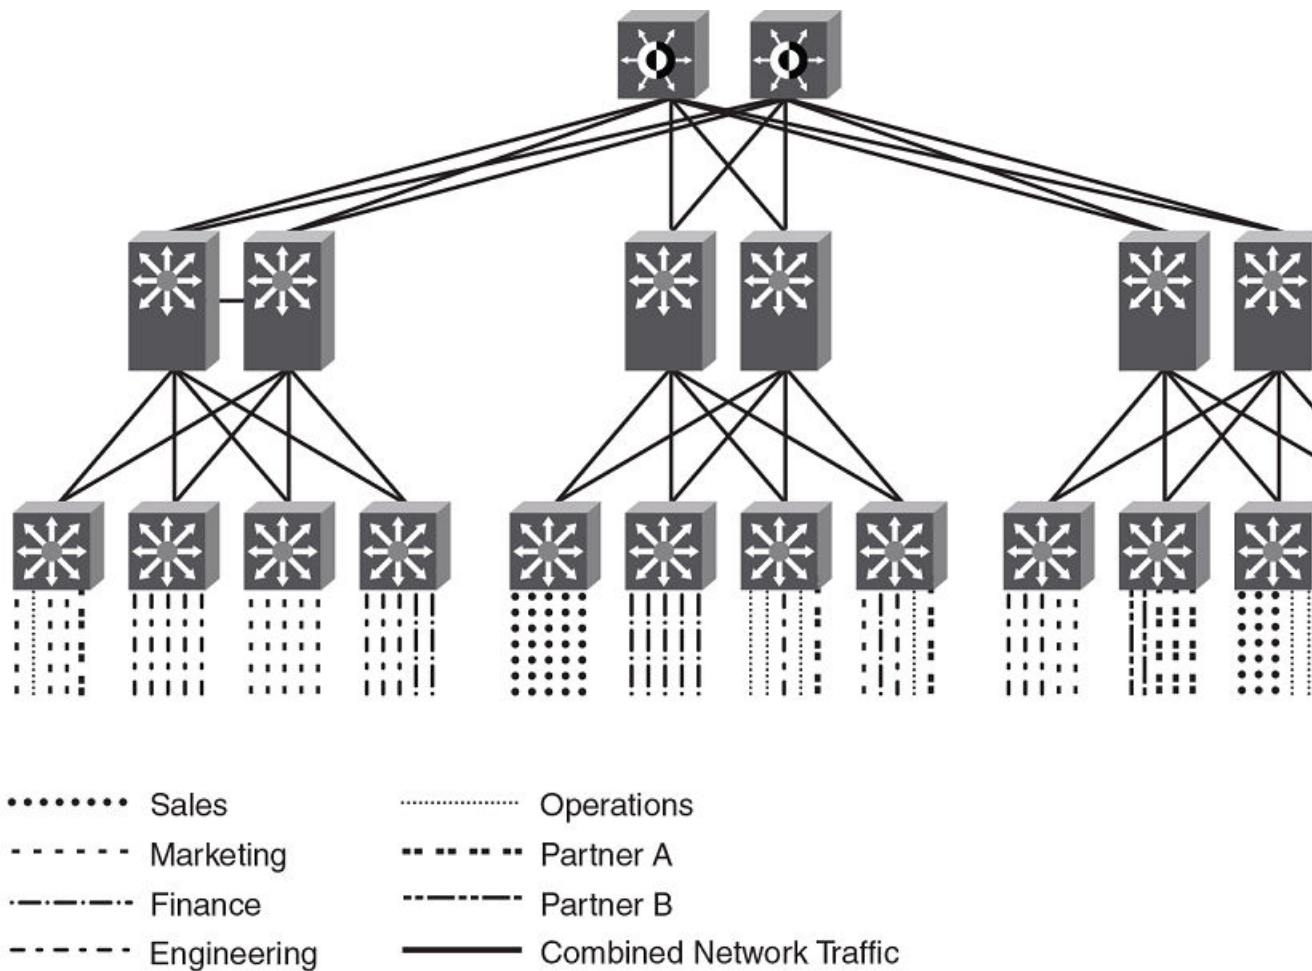 Sales
Operations
Marketing
Partner A
Finance
Partner B
Engineering
Combined Network Traffic